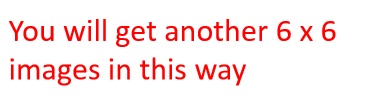 You will get another 6 x 6
images in this way